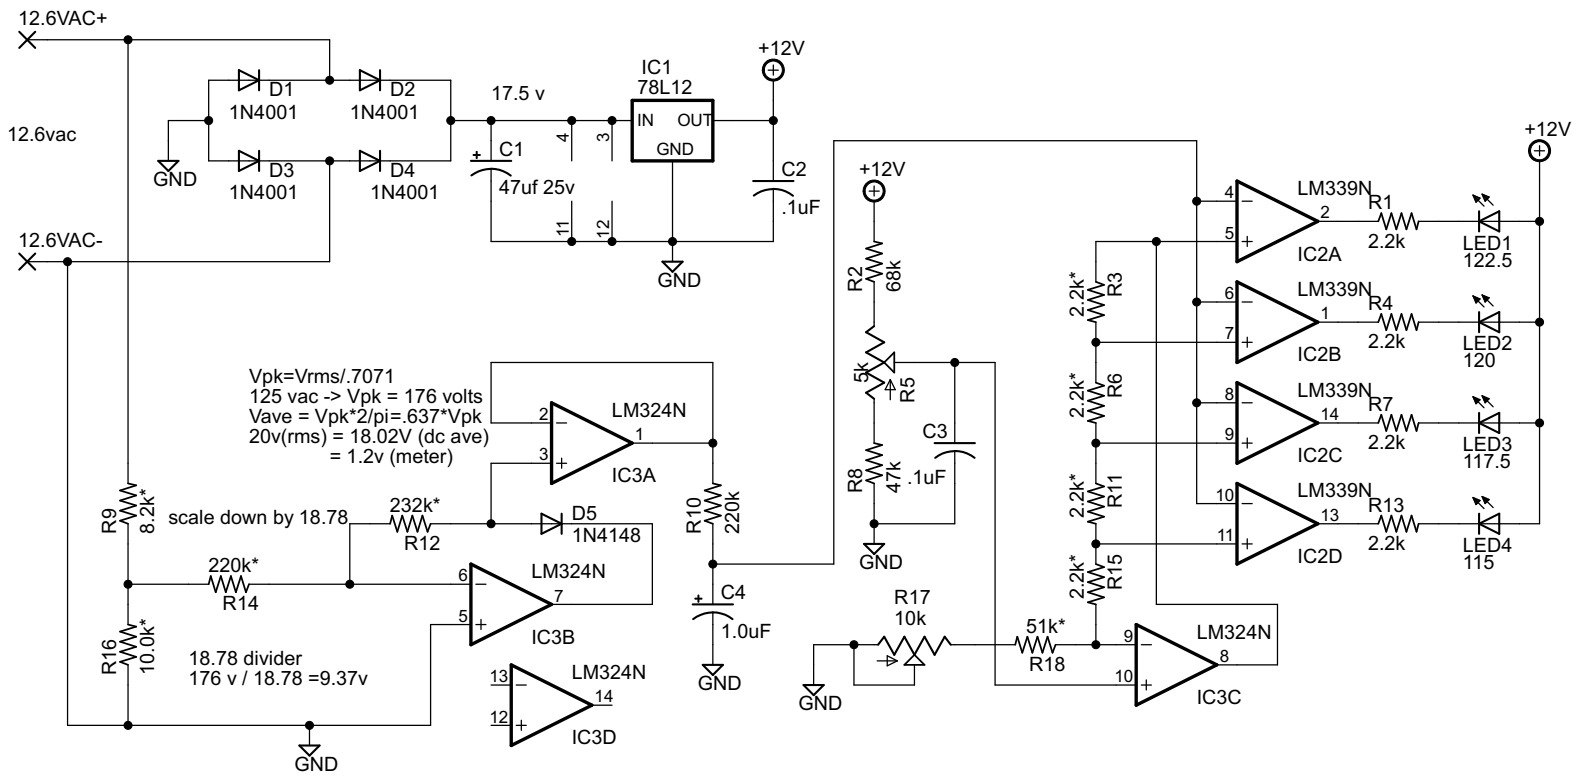 12.6VAC+
12.6vac
12.6VAC-
D1
1N4001
D2
1N4001
D3
1N4001
D4
1N4001
GND
17.5 v
C1
+
47uf 25v
4
3
11
12
IC1
78L12
IN
OUT
GND
GND
+12V
C2
.1uF
Vpk=Vrms/.7071
125 vac -> Vpk = 176 volts
Vave = Vpk*2/pi=.637*Vpk
20v(rms) = 18.02V (dc ave)
= 1.2v (meter)
2
3
1
LM324N
IC3A
R9
8.2k*
scale down by 18.78
232k*
R12
D5
1N4148
220k*
R14
6
5
7
LM324N
IC3B
R16
10.0k*
18.78 divider
176 v / 18.78 =9.37v
13
12
14
LM324N
IC3D
GND
R10
220k
C4
+
1.0uF
GND
+12V
R2
68k
5k
R5
R8
47k
C3
.1uF
GND
R17
10k
GND
51k*
R18
2.2k*
R3
2.2k*
R6
2.2k*
R11
2.2k*
R15
9
10
8
LM324N
IC3C
4
5
2
LM339N
IC2A
R1
2.2k
LED1
122.5
6
7
1
LM339N
IC2B
R4
2.2k
LED2
120
8
9
14
LM339N
IC2C
R7
2.2k
LED3
117.5
10
11
13
LM339N
IC2D
R13
2.2k
LED4
115
+12V